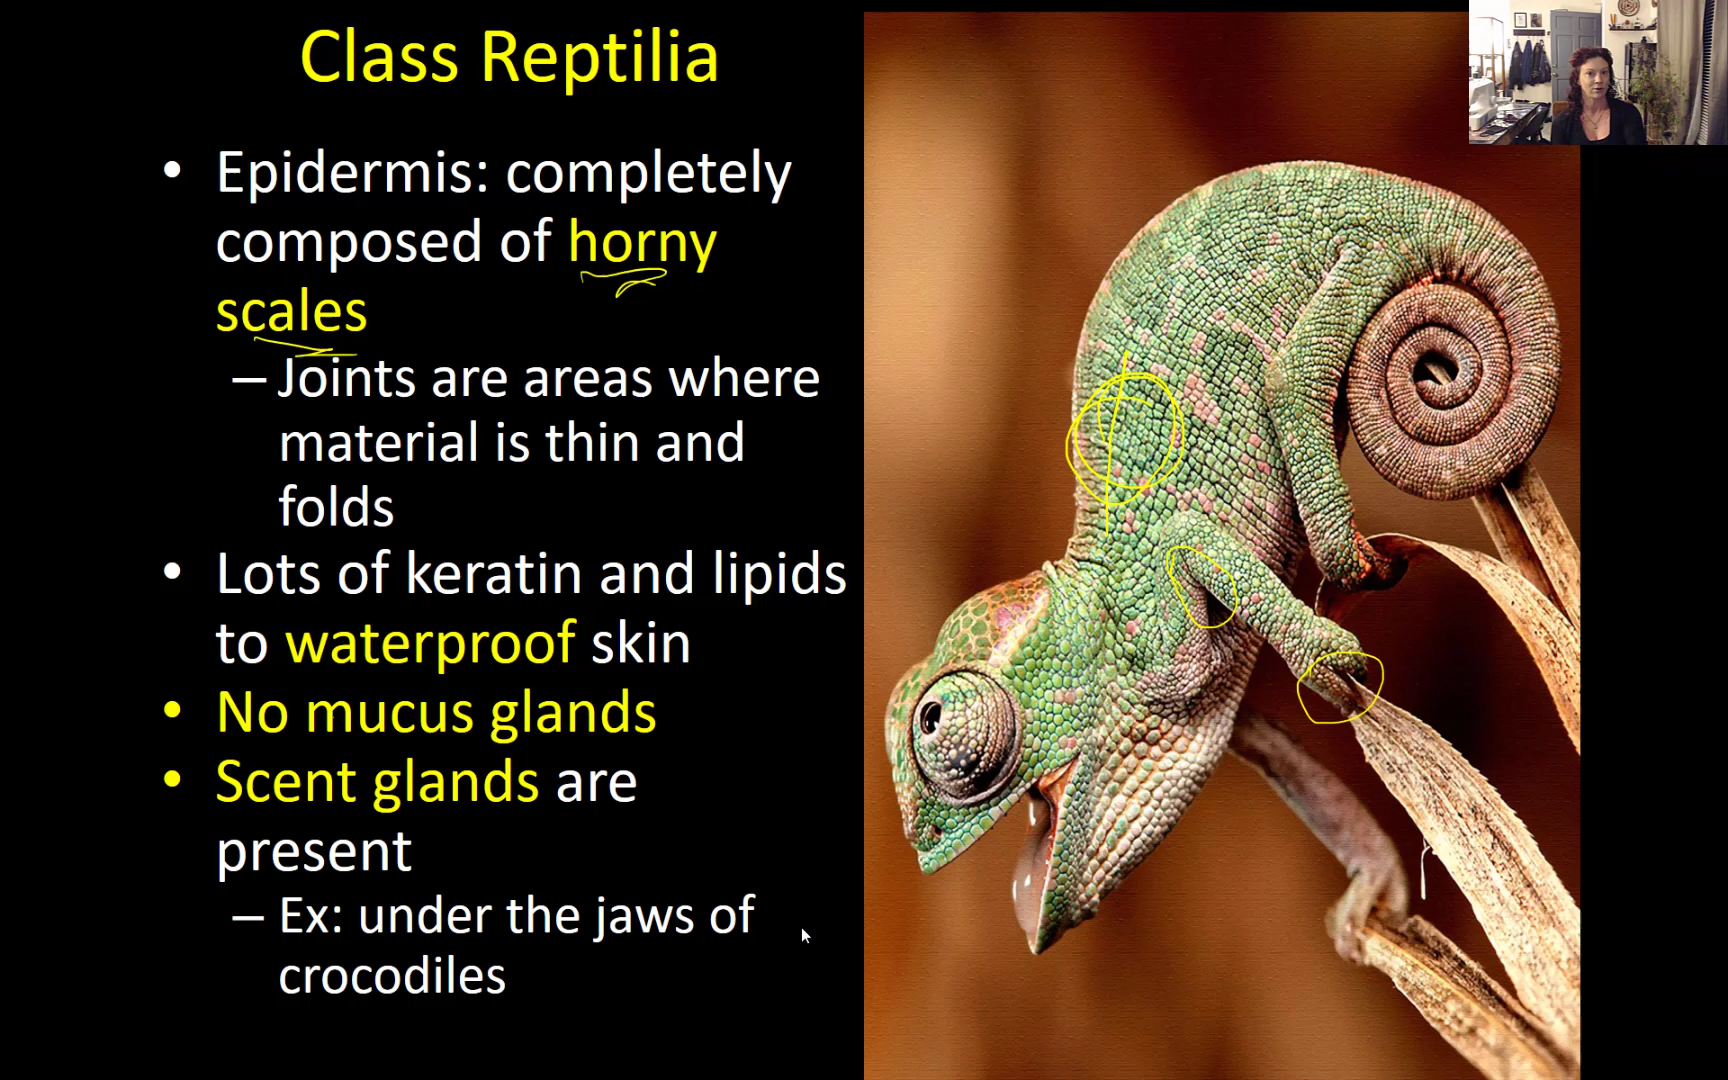 Class Reptilia
• Epidermis: completely
composed of horny
scales
– Joints are areas where
material is thin and
folds
• Lots of keratin and lipids
to waterproof skin
• No mucus glands
• Scent glands are
present
– Ex: under the jaws of
crocodiles